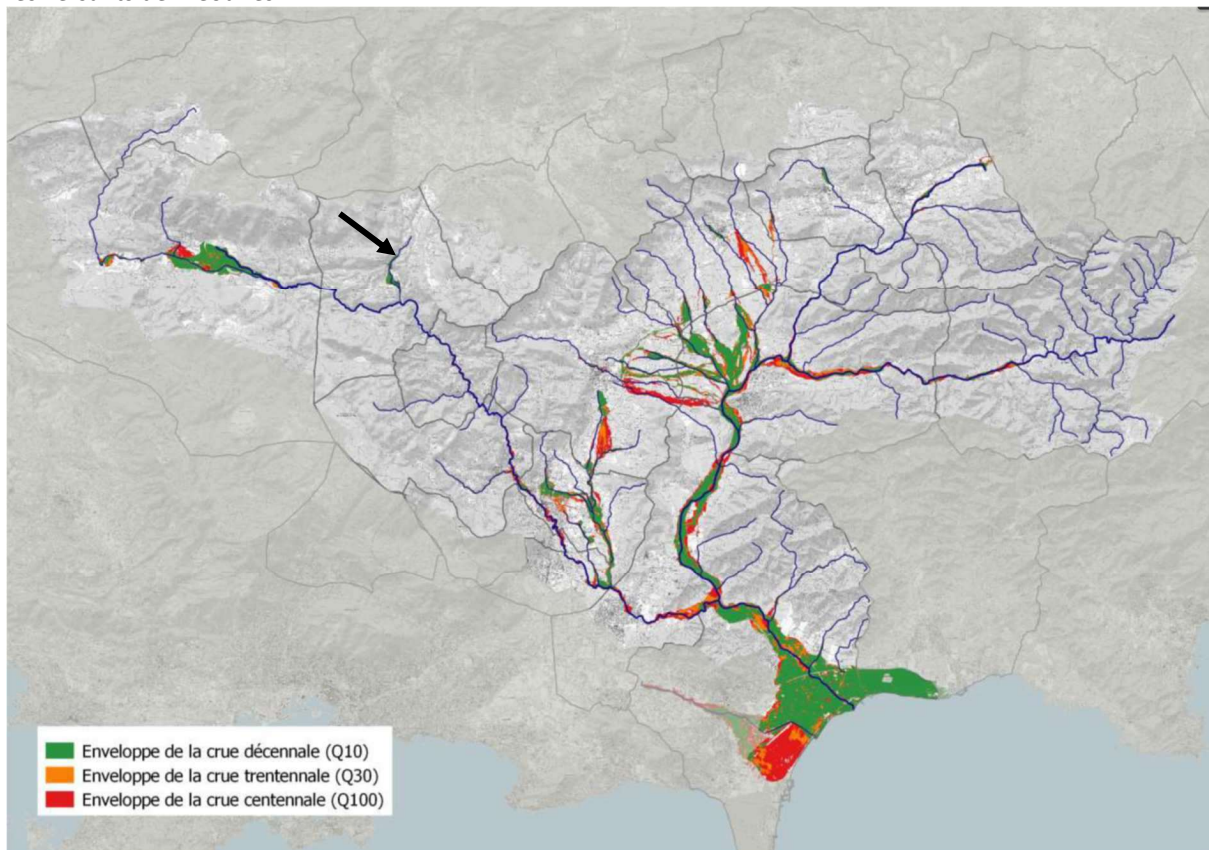 Enveloppe de la crue décennale (Q10)
Enveloppe de la crue trentennale (Q30)
Enveloppe de la crue centennale (Q100)